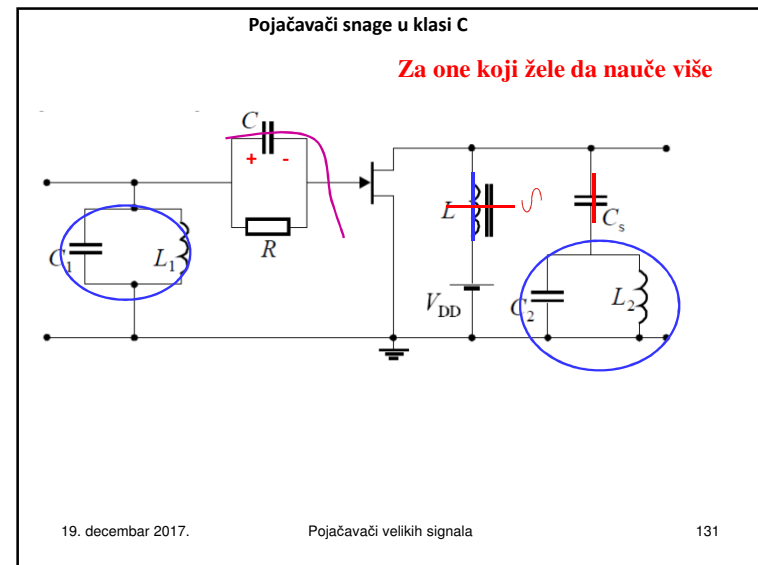 Pojačavači snage u klasi C
Za one koji žele da nauče više
C
+ -
R
C1
L1
L
VDD
Cs
C2
L2
19. decembar 2017.
Pojačavači velikih signala
131